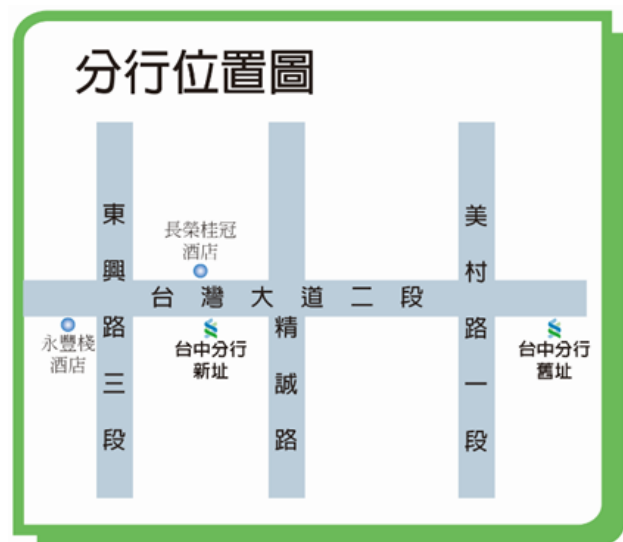 分行位置圖
東興路三段
長榮桂冠
酒店
美村路一段
台灣大道二段
永豐棧
酒店
台中分行
新址
精誠路
台中分行
舊址